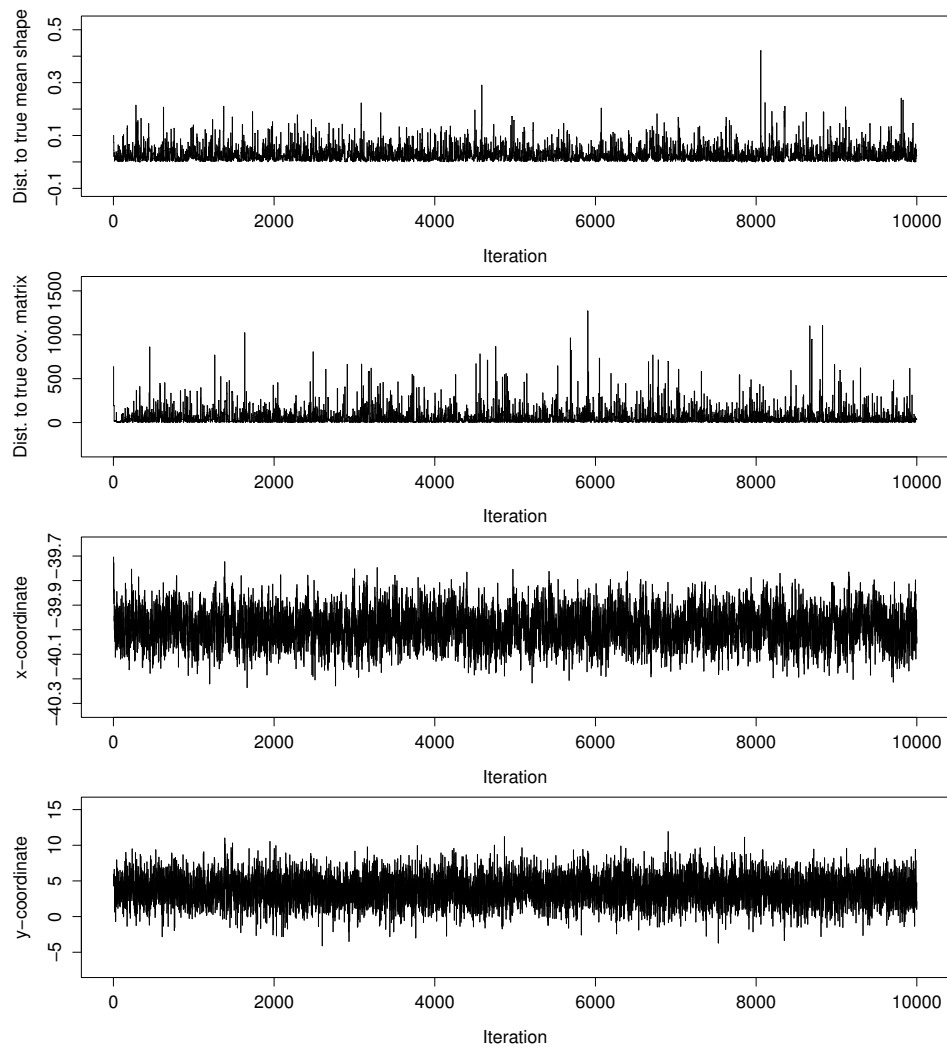 Dist. to true mean shape
0.5
0.3
0.1
−0.1
0 2000 4000 6000 8000 10000
Iteration
Dist. to true cov. matrix
1500
1000
500
0
0 2000 4000 6000 8000 10000
Iteration
x−coordinate
−39.7
−39.9
−40.1
−40.3
0 2000 4000 6000 8000 10000
Iteration
y−coordinate
15
10
5
0
−5
0 2000 4000 6000 8000 10000
Iteration